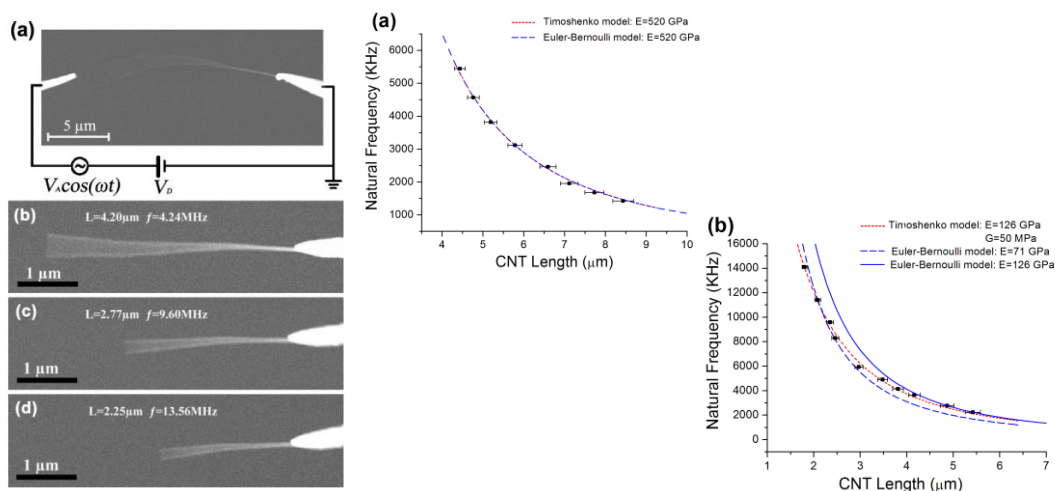 (a)
5 μm
V_A cos(ωt)
V_D
(b)
L=4.20μm f=4.24MHz
1 μm
(c)
L=2.77μm f=9.60MHz
1 μm
(d)
L=2.25μm f=13.56MHz
1 μm
(a)
Timoshenko model: E=520 GPa
Euler-Bernoulli model: E=520 GPa
Natural Frequency (KHz)
6000
5000
4000
3000
2000
1000
4 5 6 7 8 9 10
CNT Length (μm)
(b)
Timoshenko model: E=126 GPa
G=50 MPa
Euler-Bernoulli model: E=71 GPa
Euler-Bernoulli model: E=126 GPa
Natural Frequency (KHz)
16000
14000
12000
10000
8000
6000
4000
2000
0
1 2 3 4 5 6 7
CNT Length (μm)